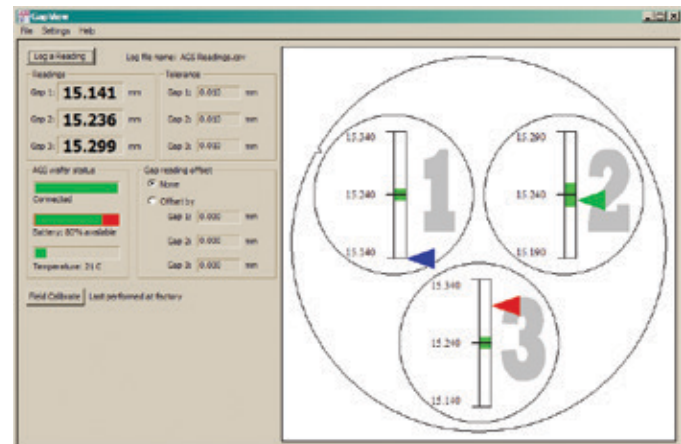 GapView
File Settings Help
Log a Reading Log file name: AGS Readings.csv
Readings
Gap 1: 15.141 mm
Gap 2: 15.236 mm
Gap 3: 15.299 mm
Tolerance
Gap 1: 0.010 mm
Gap 2: 0.010 mm
Gap 3: 0.010 mm
AGS wafer status
Connected
Battery: 80% available
Temperature: 21 C
Gap reading offset
None
Offset by
Gap 1: 0.000 mm
Gap 2: 0.000 mm
Gap 3: 0.000 mm
Field Calibrate Last performed at factory
15.340
15.240
15.140
1
15.290
15.240
15.190
2
15.340
15.240
15.140
3